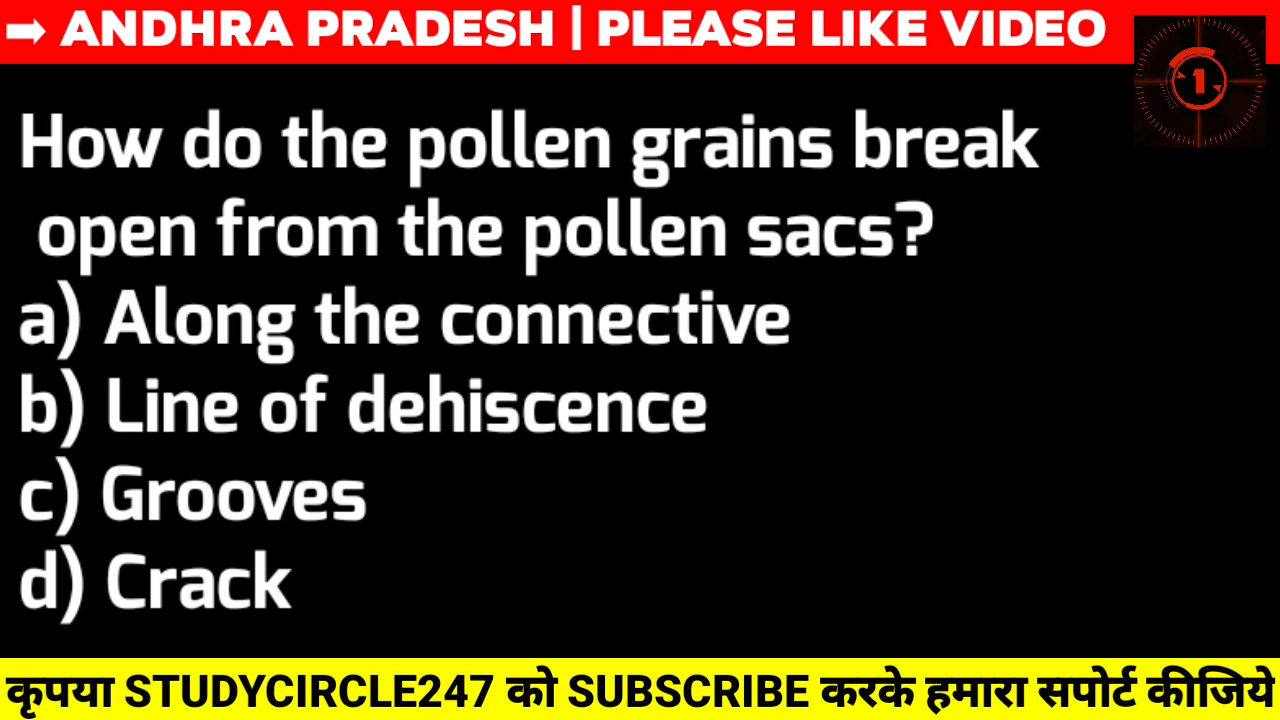 ➡ ANDHRA PRADESH | PLEASE LIKE VIDEO
1
How do the pollen grains break
open from the pollen sacs?
a) Along the connective
b) Line of dehiscence
c) Grooves
d) Crack
कृपया STUDYCIRCLE247 को SUBSCRIBE करके हमारा सपोर्ट कीजिये